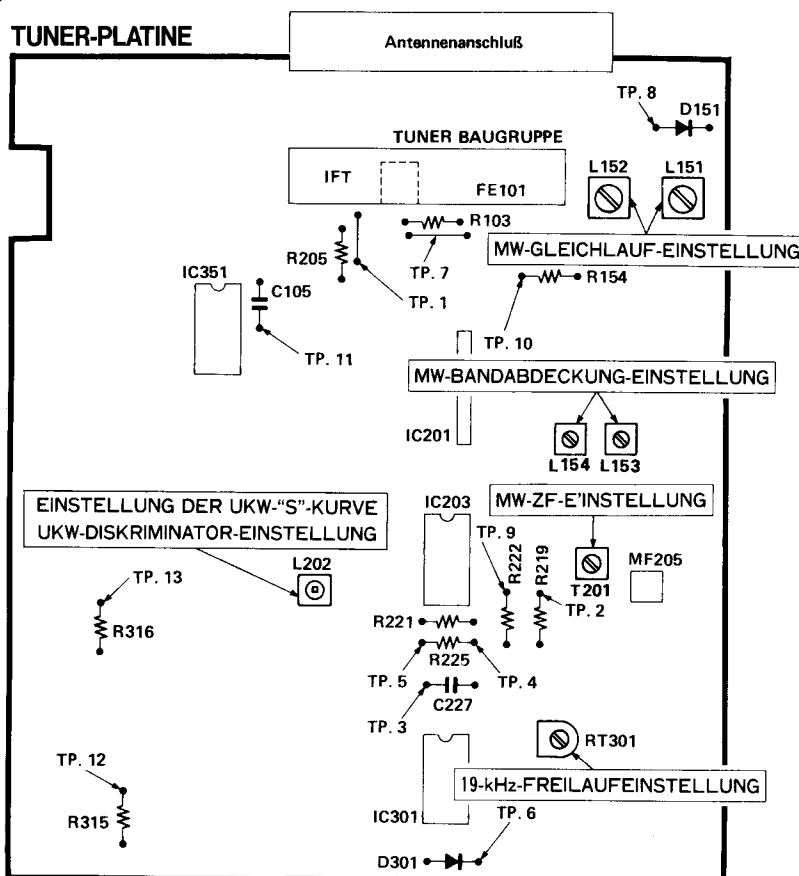 TUNER-PLATINE
Antennenanschluß
TP. 8
D151
TUNER BAUGRUPPE
L152
L151
IFT
FE101
R103
R205
MW-GLEICHLAUF-EINSTELLUNG
TP. 7
IC351
C105
R154
TP. 1
TP. 11
TP. 10
MW-BANDABDECKUNG-EINSTELLUNG
IC201
L154
L153
EINSTELLUNG DER UKW-“S”-KURVE
UKW-DISKRIMINATOR-EINSTELLUNG
IC203
MW-ZF-E'INSTELLUNG
TP. 9
R222
R219
L202
MF205
TP. 13
T201
TP. 2
R316
R221
R225
TP. 5
TP. 4
C227
TP. 3
RT301
TP. 12
19-kHz-FREILAUFEINSTELLUNG
R315
IC301
TP. 6
D301